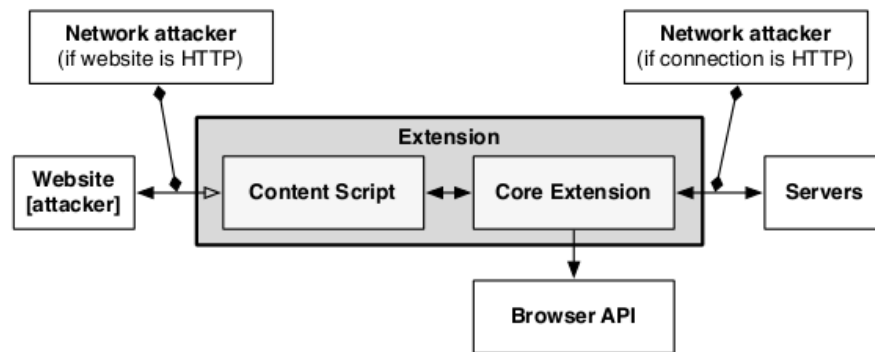 Network attacker
(if website is HTTP)
Network attacker
(if connection is HTTP)
Extension
Website
[attacker]
Content Script
Core Extension
Servers
Browser API